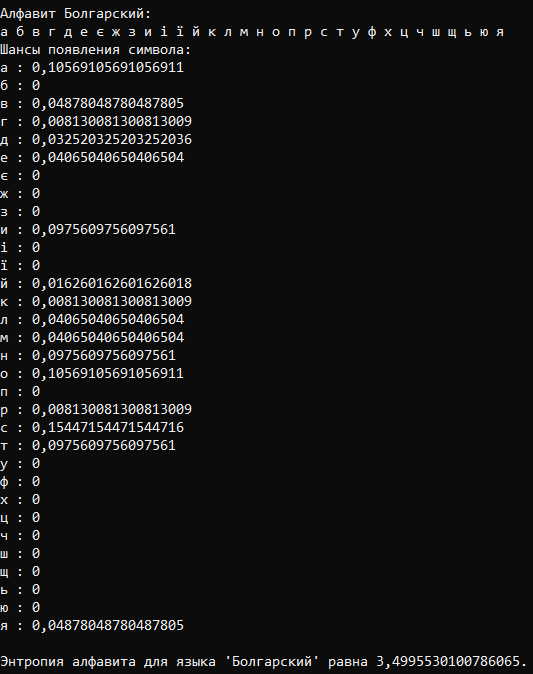 Алфавит Болгарский:
а б в г д е є ж з и і ї й к л м н о п р с т у ф х ц ч ш щ ь ю я
Шансы появления символа:
а : 0,10569105691056911
б : 0
в : 0,04878048780487805
г : 0,008130081300813009
д : 0,032520325203252036
е : 0,04065040650406504
є : 0
ж : 0
з : 0
и : 0,0975609756097561
і : 0
ї : 0
й : 0,016260162601626018
к : 0,008130081300813009
л : 0,04065040650406504
м : 0,04065040650406504
н : 0,0975609756097561
о : 0,10569105691056911
п : 0
р : 0,008130081300813009
с : 0,15447154471544716
т : 0,0975609756097561
у : 0
ф : 0
х : 0
ц : 0
ч : 0
ш : 0
щ : 0
ь : 0
ю : 0
я : 0,04878048780487805
Энтропия алфавита для языка 'Болгарский' равна 3,4995530100786065.